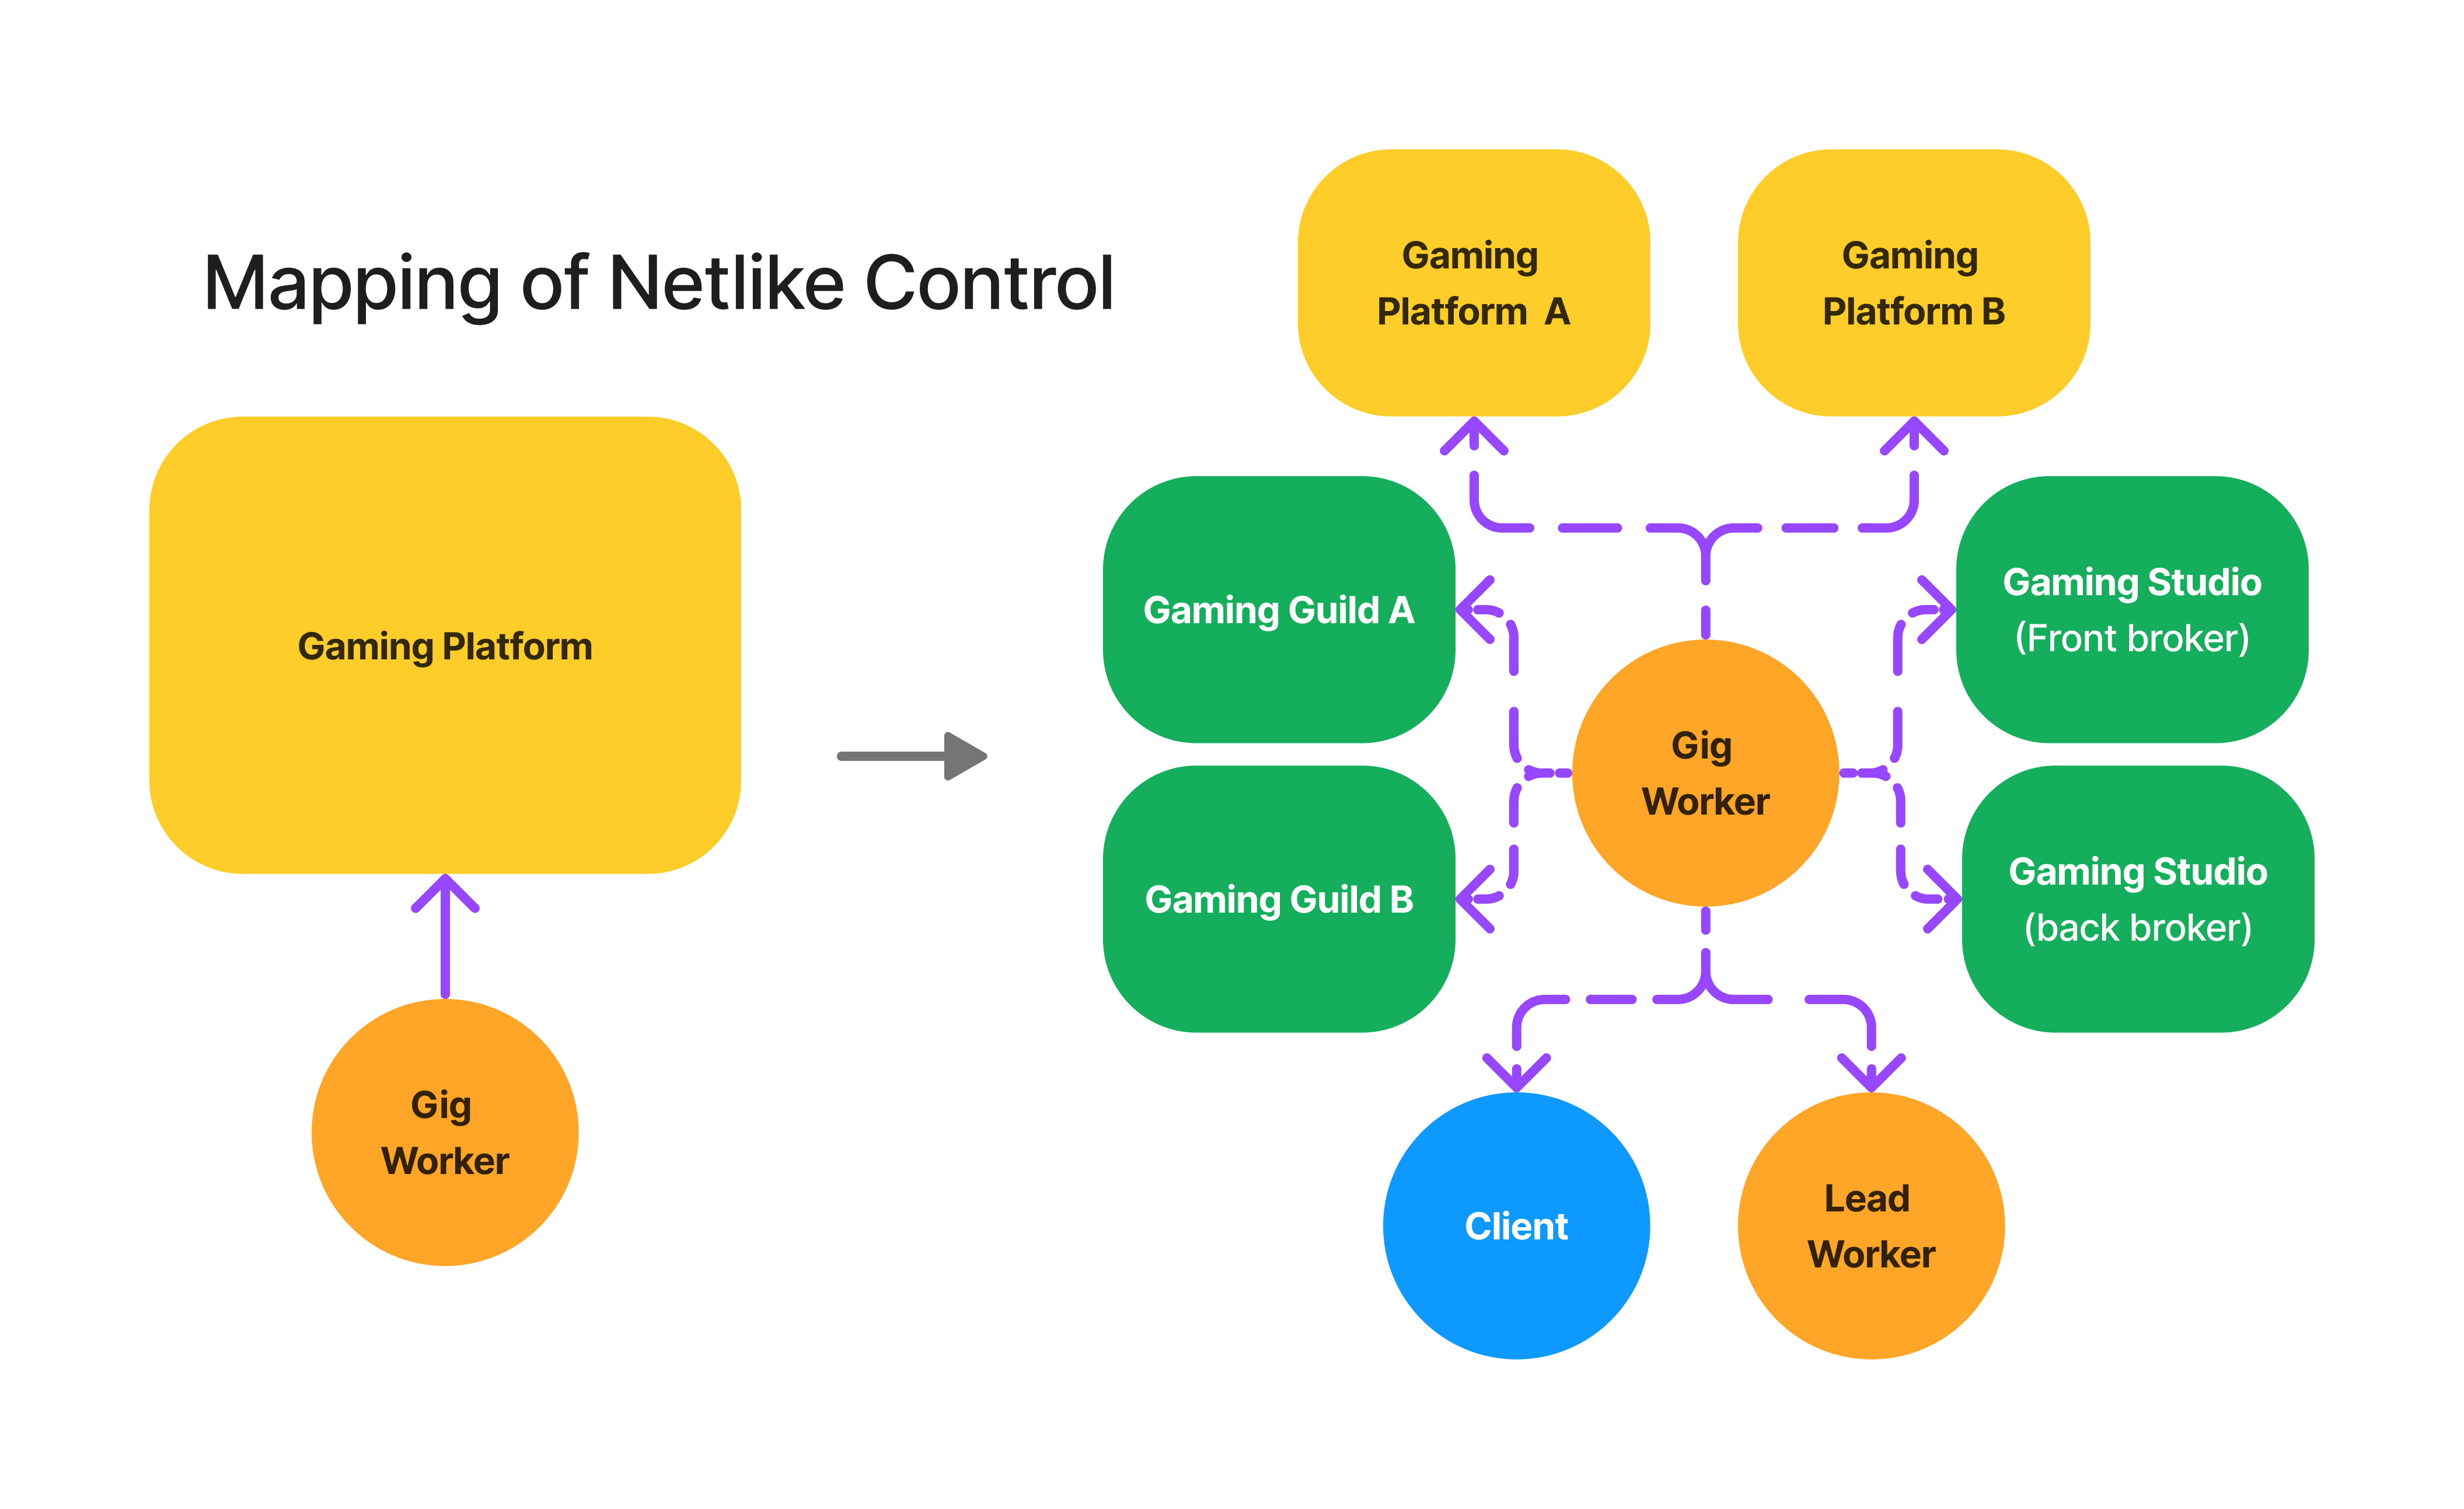 Mapping of Netlike Control
Gaming Platform
Gig
Worker
Gaming
Platform A
Gaming
Platform B
Gaming Guild A
Gaming Studio
(Front broker)
Gig
Worker
Gaming Guild B
Gaming Studio
(back broker)
Client
Lead
Worker